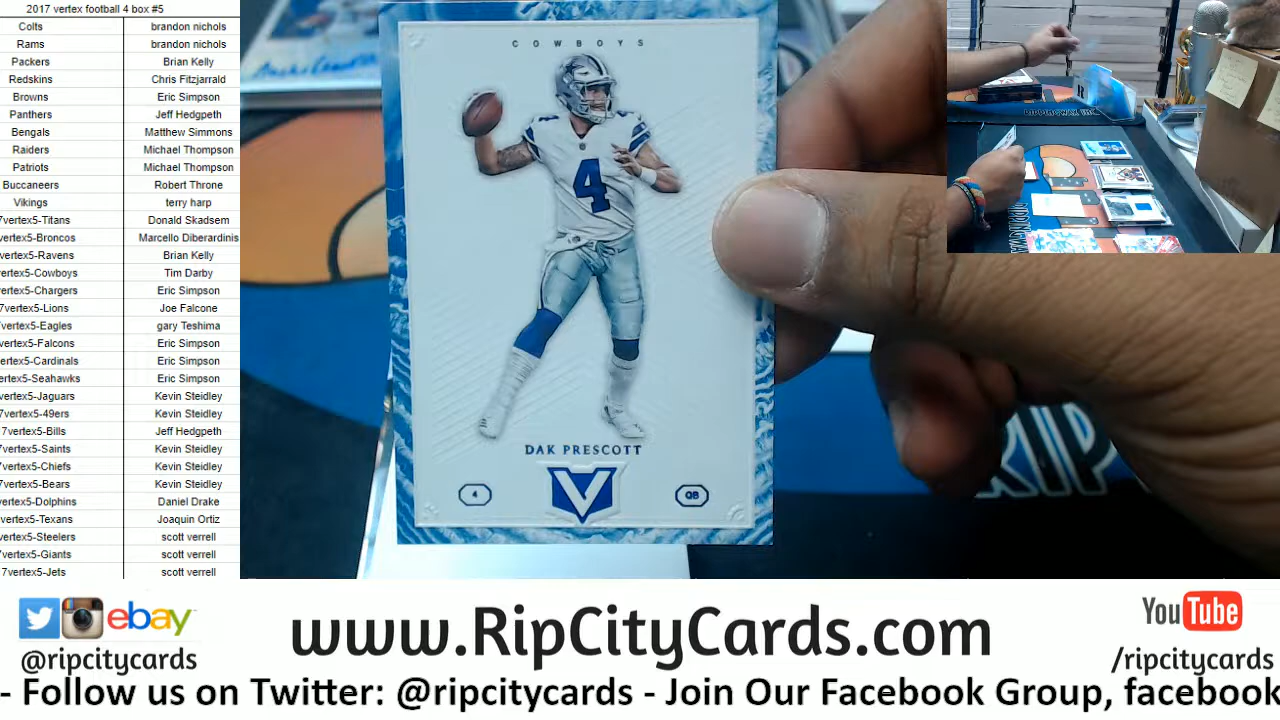 2017 vertex football 4 box #5
Colts brandon nichols
Rams brandon nichols
Packers Brian Kelly
Redskins Chris Fitzjarrald
Browns Eric Simpson
Panthers Jeff Hedgpeth
Bengals Matthew Simmons
Raiders Michael Thompson
Patriots Michael Thompson
Buccaneers Robert Throne
Vikings terry harp
7vertex5-Titans Donald Skadsem
vertex5-Broncos Marcello Diberardinis
vertex5-Ravens Brian Kelly
vertex5-Cowboys Tim Darby
vertex5-Chargers Eric Simpson
7vertex5-Lions Joe Falcone
vertex5-Eagles gary Teshima
vertex5-Falcons Eric Simpson
ertex5-Cardinals Eric Simpson
ertex5-Seahawks Eric Simpson
vertex5-Jaguars Kevin Steidley
7vertex5-49ers Kevin Steidley
7vertex5-Bills Jeff Hedgpeth
vertex5-Saints Kevin Steidley
vertex5-Chiefs Kevin Steidley
7vertex5-Bears Kevin Steidley
vertex5-Dolphins Daniel Drake
vertex5-Texans Joaquin Ortiz
vertex5-Steelers scott verrell
7vertex5-Giants scott verrell
7vertex5-Jets scott verrell
COWBOYS
4
DAK PRESCOTT
4 V QB
RIP
ebay
@ripcitycards
www.RipCityCards.com
YouTube
/ripcitycards
- Follow us on Twitter: @ripcitycards - Join Our Facebook Group, facebook